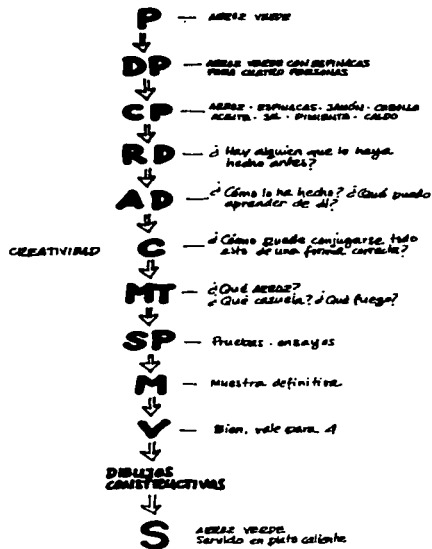 P — ARROZ VERDE
DP — ARROZ VERDE CON ESPINACAS
PARA CUATRO PERSONAS
CP — ARROZ - ESPINACAS - JAMÓN - CEBOLLA
ACEITE - SAL - PIMIENTA - CALDO
RD — ¿Hay alguien que lo haya
hecho antes?
AD — ¿Cómo lo ha hecho? ¿Qué puedo
aprender de él?
CREATIVIDAD C — ¿Cómo puede conjugarse todo
esto de una forma correcta?
MT — ¿Qué ARROZ?
¿Qué cazuela? ¿Qué fuego?
SP — Pruebas - ensayos
M — Muestra definitiva
V — Bien, vale para 4
DIBUJOS
CONSTRUCTIVOS
S — ARROZ VERDE
Servido en plato caliente